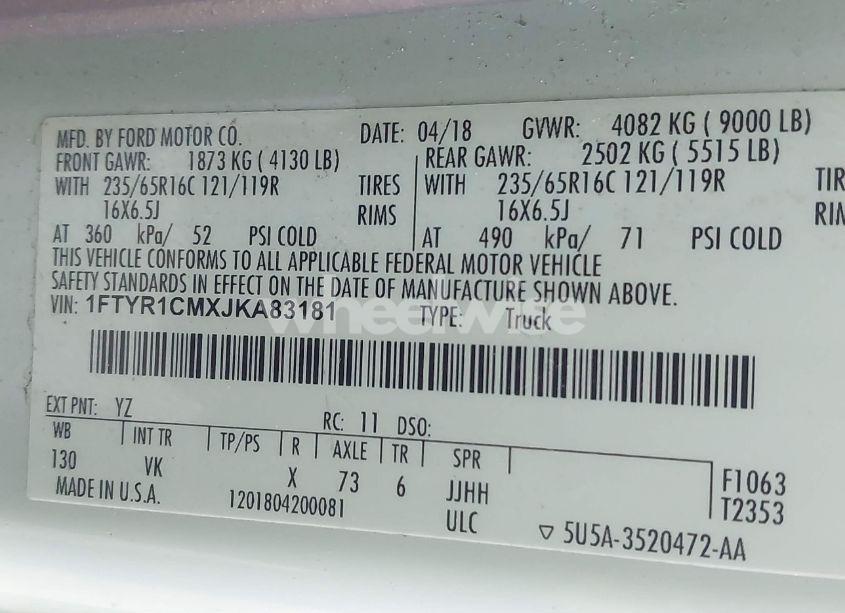 MFD. BY FORD MOTOR CO. DATE: 04/18 GVWR: 4082 KG ( 9000 LB)
FRONT GAWR: 1873 KG ( 4130 LB) REAR GAWR: 2502 KG ( 5515 LB)
WITH 235/65R16C 121/119R TIRES WITH 235/65R16C 121/119R TIR
16X6.5J RIMS 16X6.5J RIM
AT 360 kPa/ 52 PSI COLD AT 490 kPa/ 71 PSI COLD
THIS VEHICLE CONFORMS TO ALL APPLICABLE FEDERAL MOTOR VEHICLE
SAFETY STANDARDS IN EFFECT ON THE DATE OF MANUFACTURE SHOWN ABOVE.
VIN: 1FTYR1CMXJKA83181 TYPE: Truck
wheelwise
EXT PNT: YZ RC: 11 DSO:
WB INT TR TP/PS R AXLE TR SPR
130 VK X 73 6 JJHH F1063
MADE IN U.S.A. 1201804200081 ULC T2353
▽ 5U5A-3520472-AA